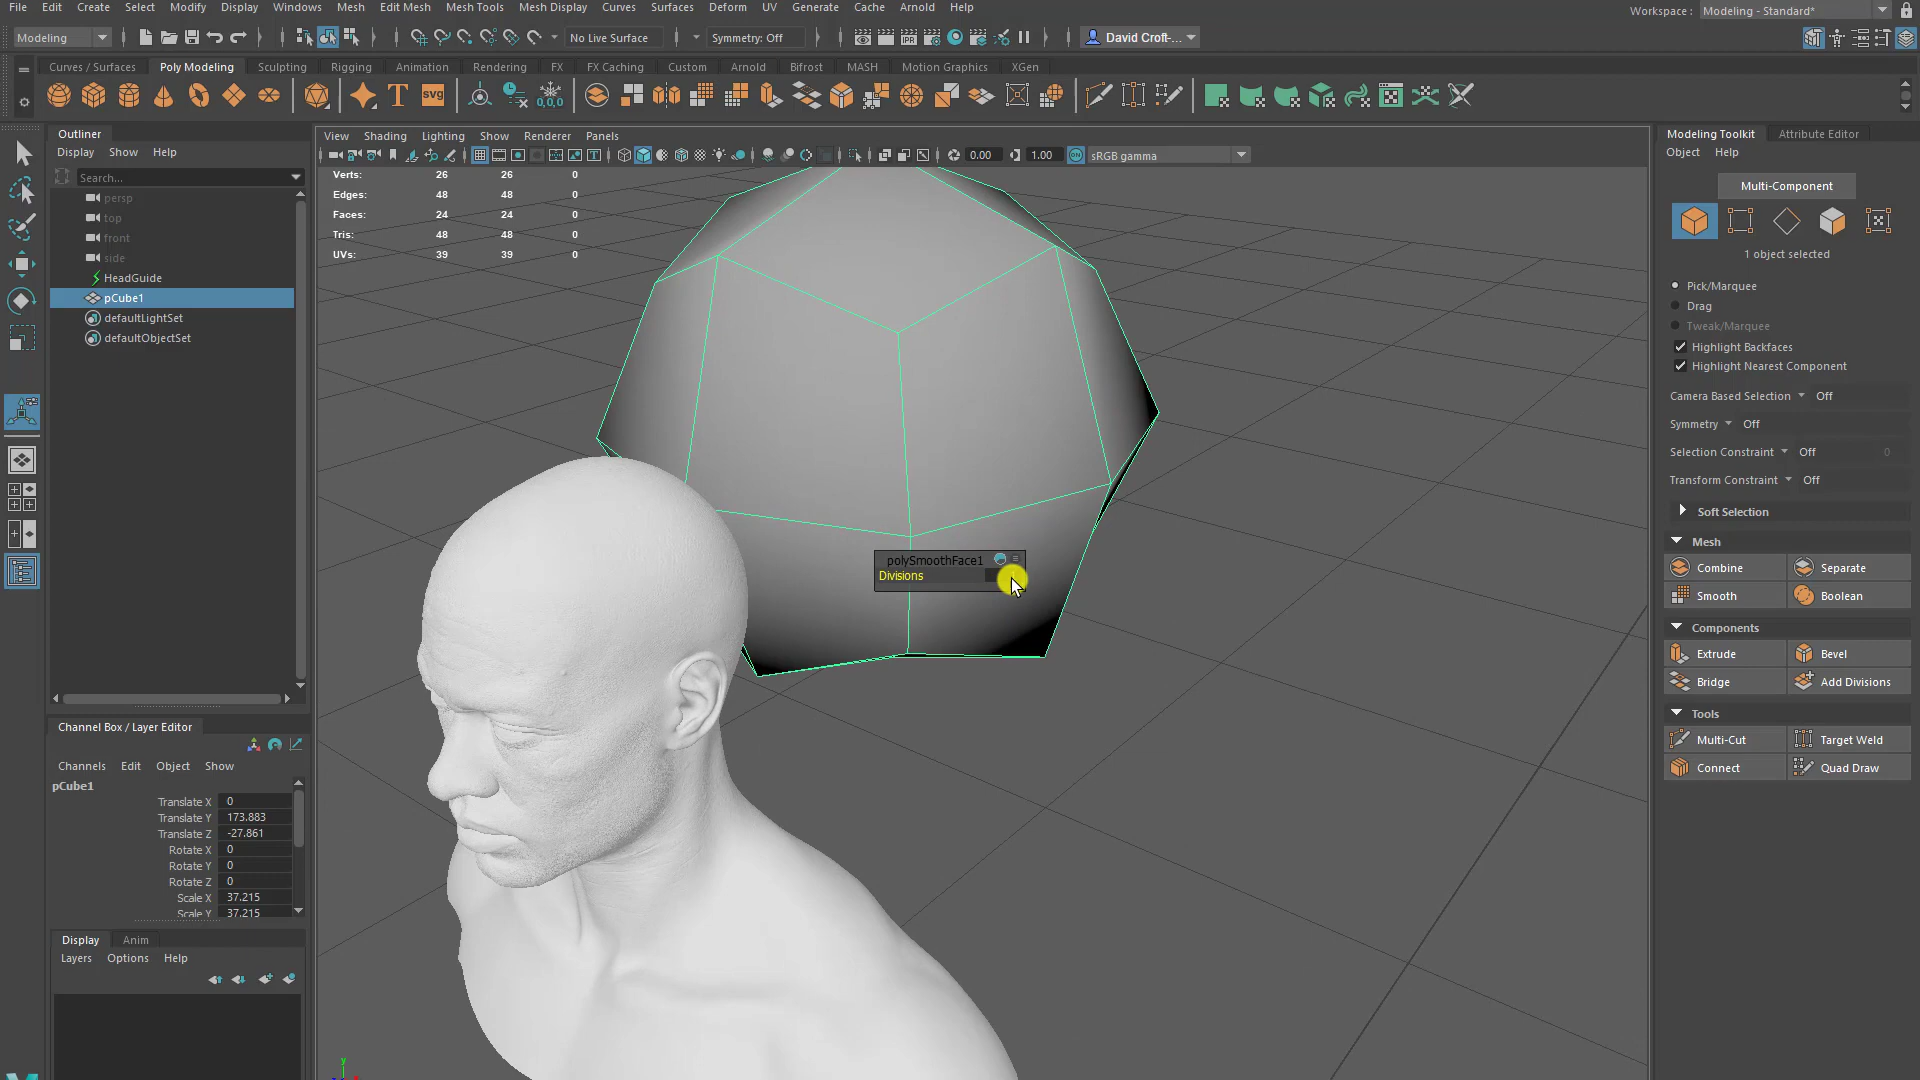 File Edit Create Select Modify Display Windows Mesh Edit Mesh Mesh Tools Mesh Display Curves Surfaces Deform UV Generate Cache Arnold Help
Workspace : Modeling - Standard*
Modeling
No Live Surface
Symmetry: Off
David Croft-...
Curves / Surfaces Poly Modeling Sculpting Rigging Animation Rendering FX FX Caching Custom Arnold Bifrost MASH Motion Graphics XGen
T svg 0,0,0
Outliner
Display Show Help
Search...
persp
top
front
side
HeadGuide
pCube1
defaultLightSet
defaultObjectSet
View Shading Lighting Show Renderer Panels
IPR
0.00 1.00 ON sRGB gamma
Verts: 26 26 0
Edges: 48 48 0
Faces: 24 24 0
Tris: 48 48 0
UVs: 39 39 0
polySmoothFace1
Divisions
y
Channel Box / Layer Editor
Channels Edit Object Show
pCube1
Translate X 0
Translate Y 173.883
Translate Z -27.861
Rotate X 0
Rotate Y 0
Rotate Z 0
Scale X 37.215
Scale Y 37.215
Display Anim
Layers Options Help
Modeling Toolkit Attribute Editor
Object Help
Multi-Component
1 object selected
Pick/Marquee
Drag
Tweak/Marquee
Highlight Backfaces
Highlight Nearest Component
Camera Based Selection Off
Symmetry Off
Selection Constraint Off 0
Transform Constraint Off
Soft Selection
Mesh
Combine Separate
Smooth Boolean
Components
Extrude Bevel
Bridge Add Divisions
Tools
Multi-Cut Target Weld
Connect Quad Draw